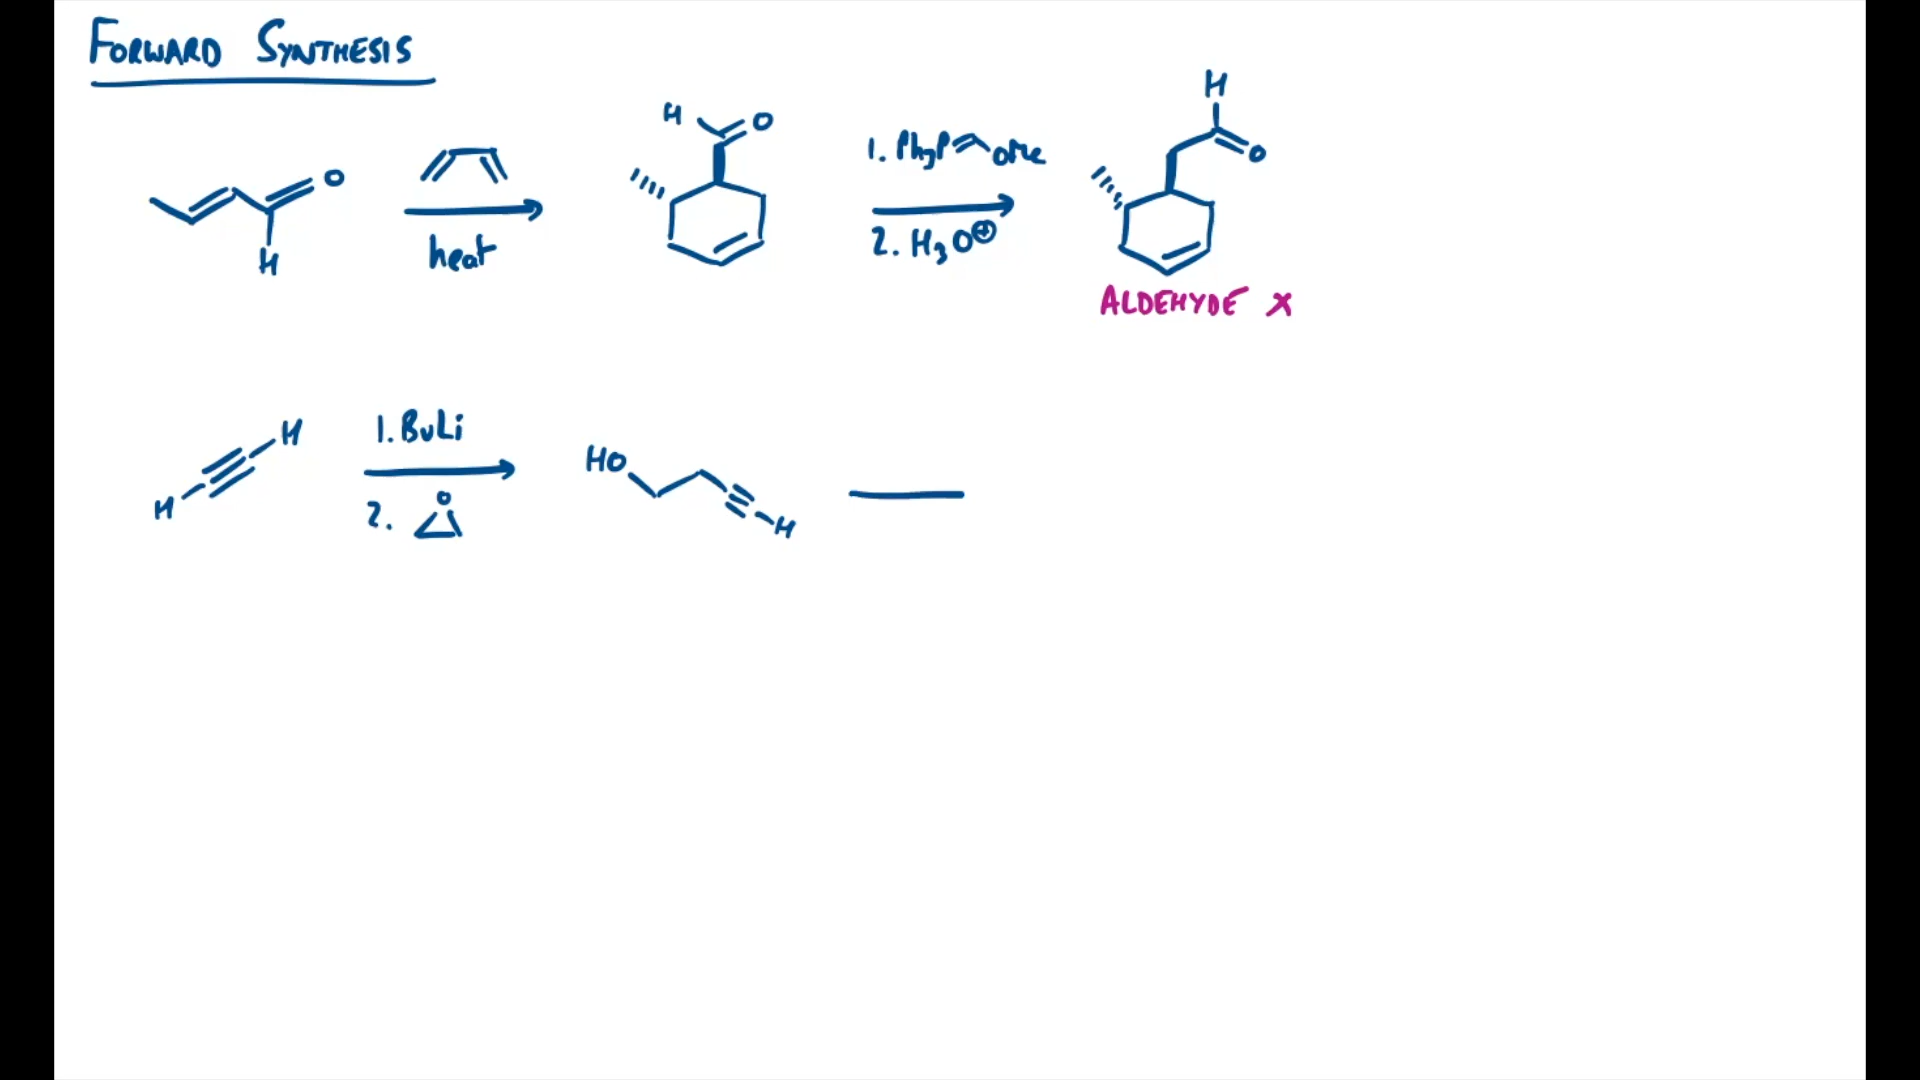 FORWARD SYNTHESIS
H
H O
1. Ph3P OMe
O
O
heat
2. H3O⊕
H
ALDEHYDE X
H
1. BuLi
HO
O
H
2.
H